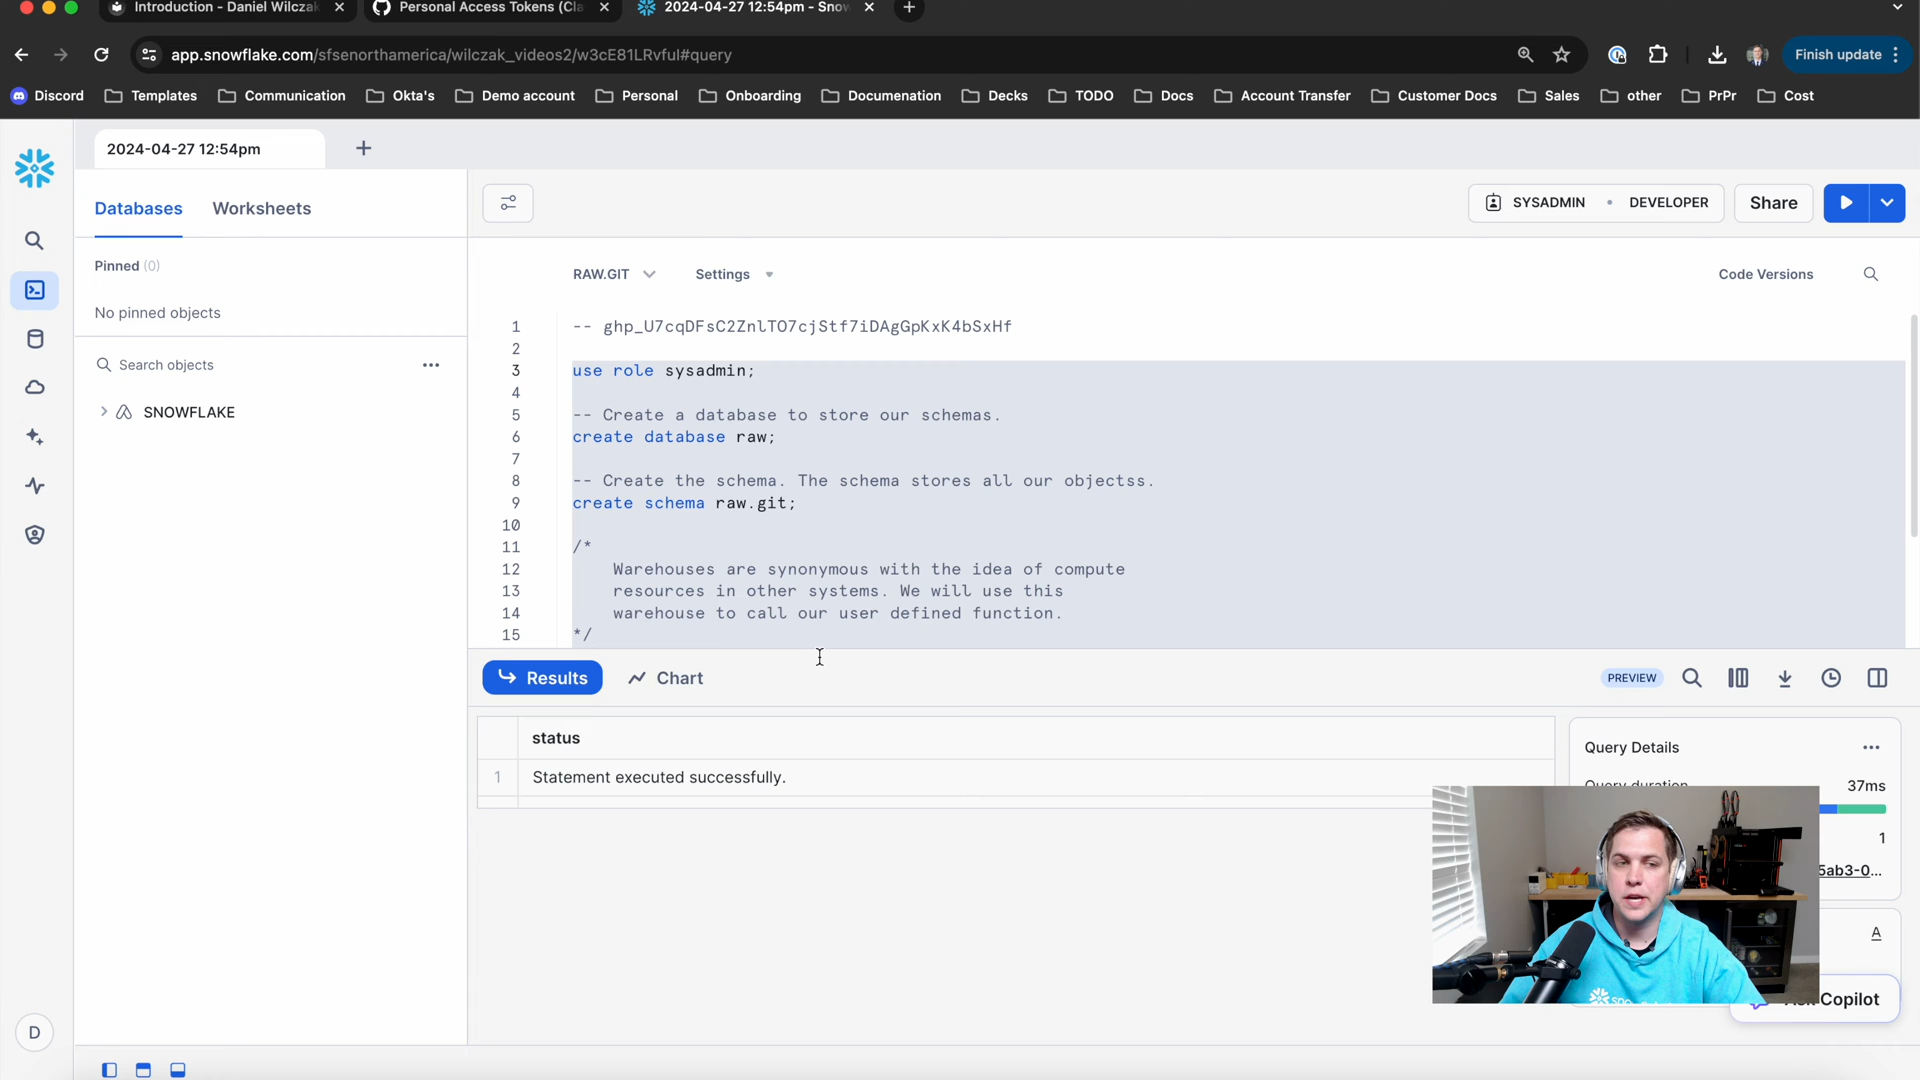 Introduction - Daniel Wilczak
Personal Access Tokens (Cla
2024-04-27 12:54pm - Snow
app.snowflake.com/sfsenorthamerica/wilczak_videos2/w3cE81LRvful#query
Finish update
Discord
Templates
Communication
Okta's
Demo account
Personal
Onboarding
Documenation
Decks
TODO
Docs
Account Transfer
Customer Docs
Sales
other
PrPr
Cost
2024-04-27 12:54pm
Databases
Worksheets
SYSADMIN • DEVELOPER
Share
Pinned (0)
No pinned objects
Search objects
SNOWFLAKE
RAW.GIT
Settings
Code Versions
1 -- 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
2
3 use role sysadmin;
4
5 -- Create a database to store our schemas.
6 create database raw;
7
8 -- Create the schema. The schema stores all our objectss.
9 create schema raw.git;
10
11 /*
12 Warehouses are synonymous with the idea of compute
13 resources in other systems. We will use this
14 warehouse to call our user defined function.
15 */
Results
Chart
PREVIEW
status
1 Statement executed successfully.
Query Details
Query duration
37ms
1
5ab3-0...
A
Copilot
D